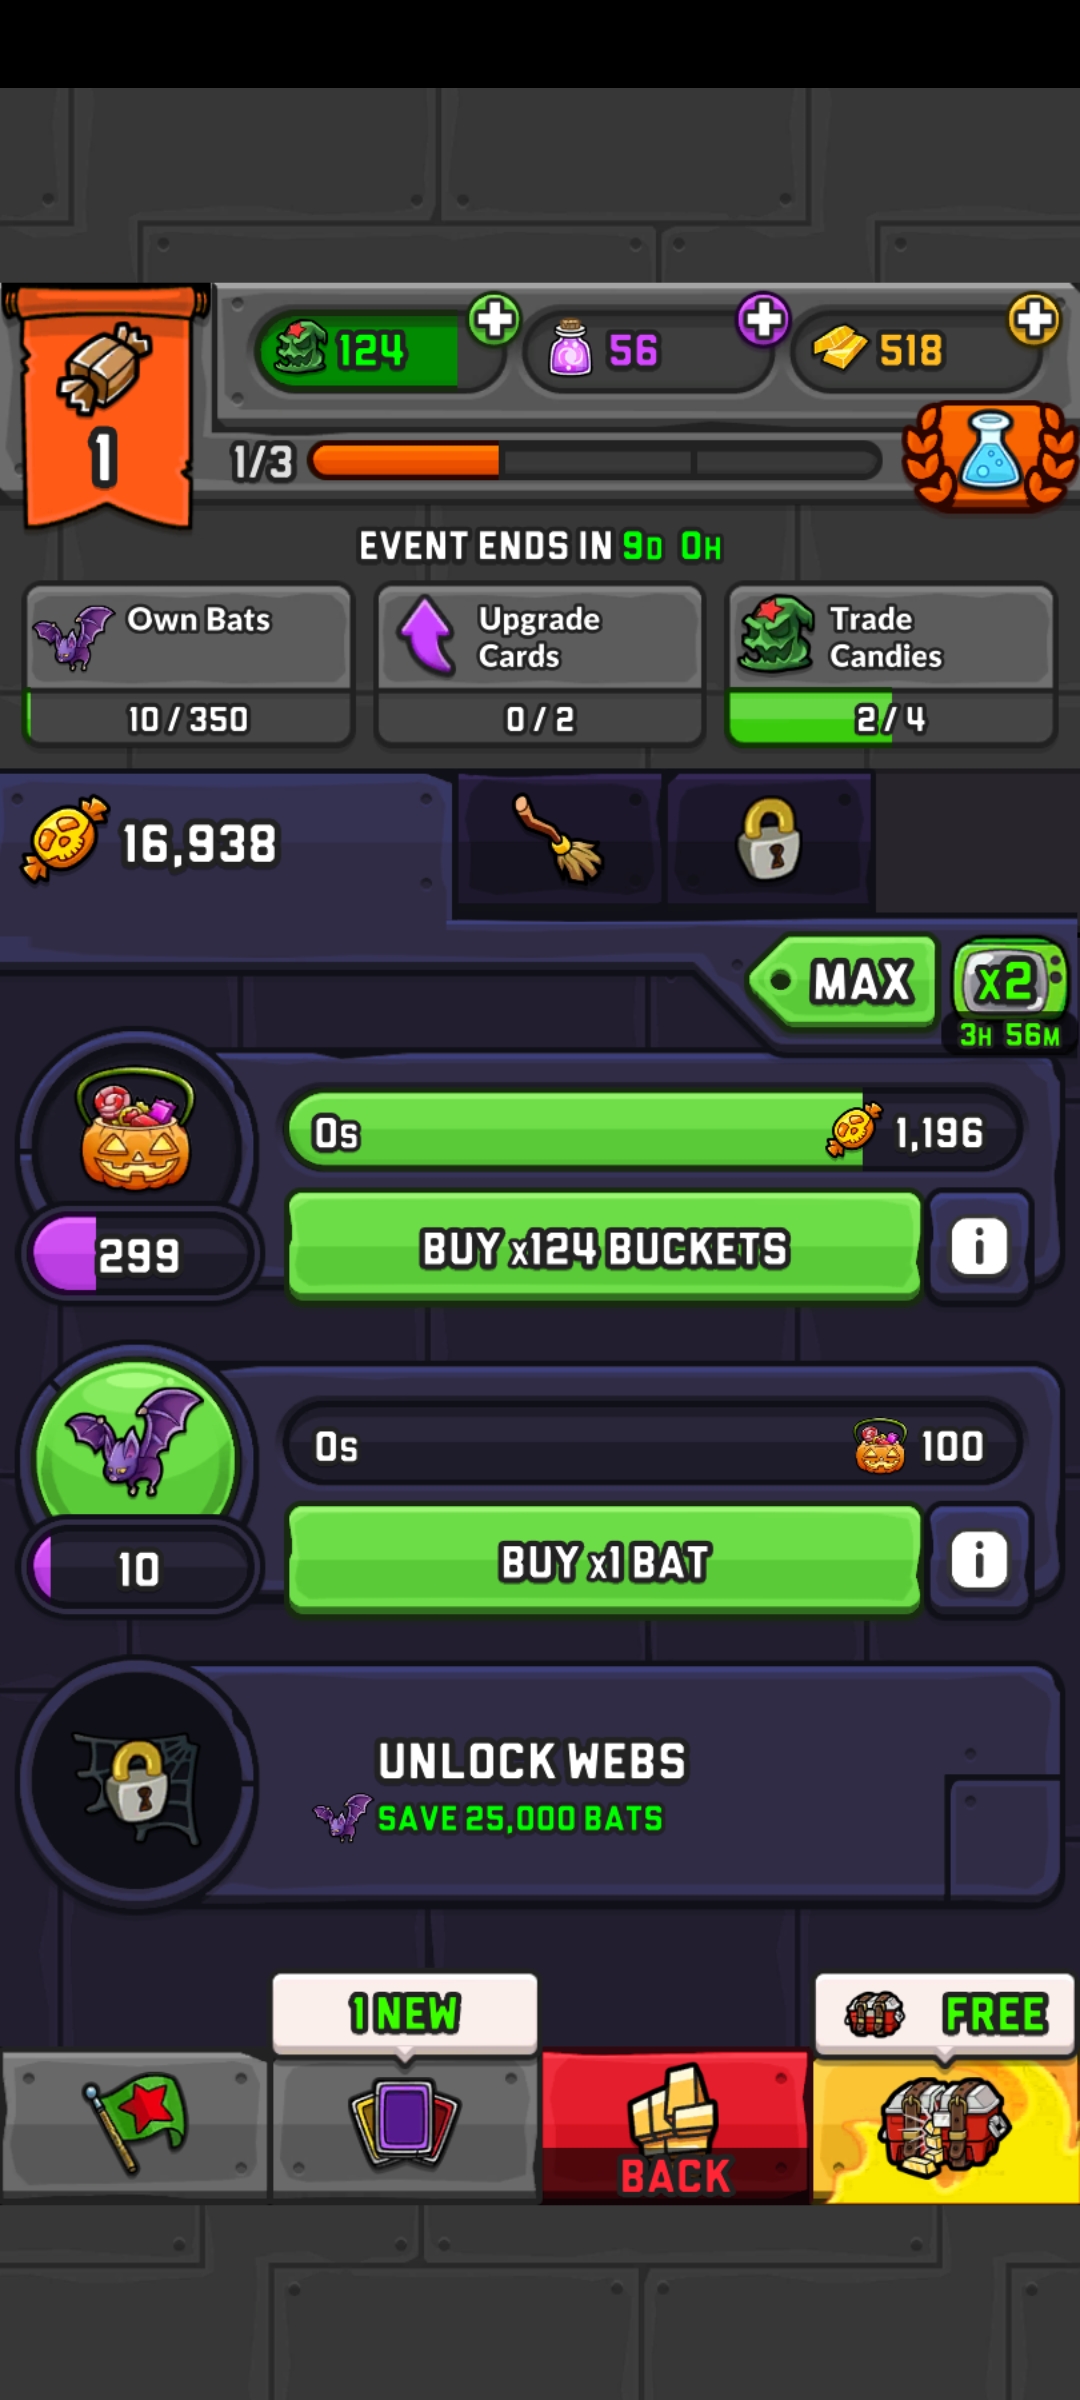 124
56
518
1
1/3
EVENT ENDS IN 9D 0H
Own Bats
10 / 350
Upgrade
Cards
0 / 2
Trade
Candies
2 / 4
16,938
MAX
x2
3H 56M
0s
1,196
299
BUY x124 BUCKETS
i
0s
100
10
BUY x1 BAT
i
UNLOCK WEBS
SAVE 25,000 BATS
1 NEW
FREE
BACK